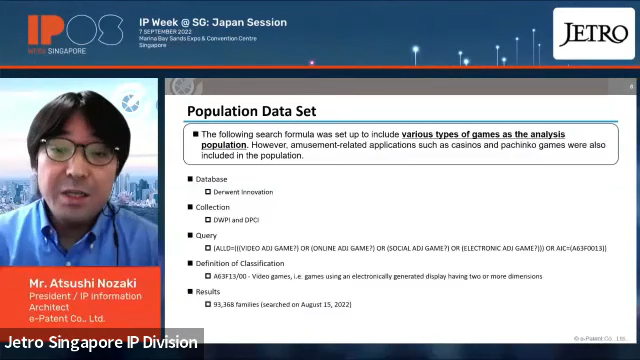 IPOS
WEEK SINGAPORE
IP Week @ SG: Japan Session
7 SEPTEMBER 2022
Marina Bay Sands Expo & Convention Centre
Singapore
JETRO
6
Population Data Set
■ The following search formula was set up to include various types of games as the analysis
population. However, amusement-related applications such as casinos and pachinko games were also
included in the population.
■ Database
❑ Derwent Innovation
■ Collection
❑ DWPI and DPCI
■ Query
❑ (ALLD=(((VIDEO ADJ GAME?) OR (ONLINE ADJ GAME?) OR (SOCIAL ADJ GAME?) OR (ELECTRONIC ADJ GAME?))) OR AIC=(A63F0013))
■ Definition of Classification
❑ A63F13/00 - Video games, i.e. games using an electronically generated display having two or more dimensions
■ Results
❑ 93,368 families (searched on August 15, 2022)
Mr. Atsushi Nozaki
President / IP information
Architect
e-Patent Co., Ltd.
Jetro Singapore IP Division
© e-Patent Co., Ltd.